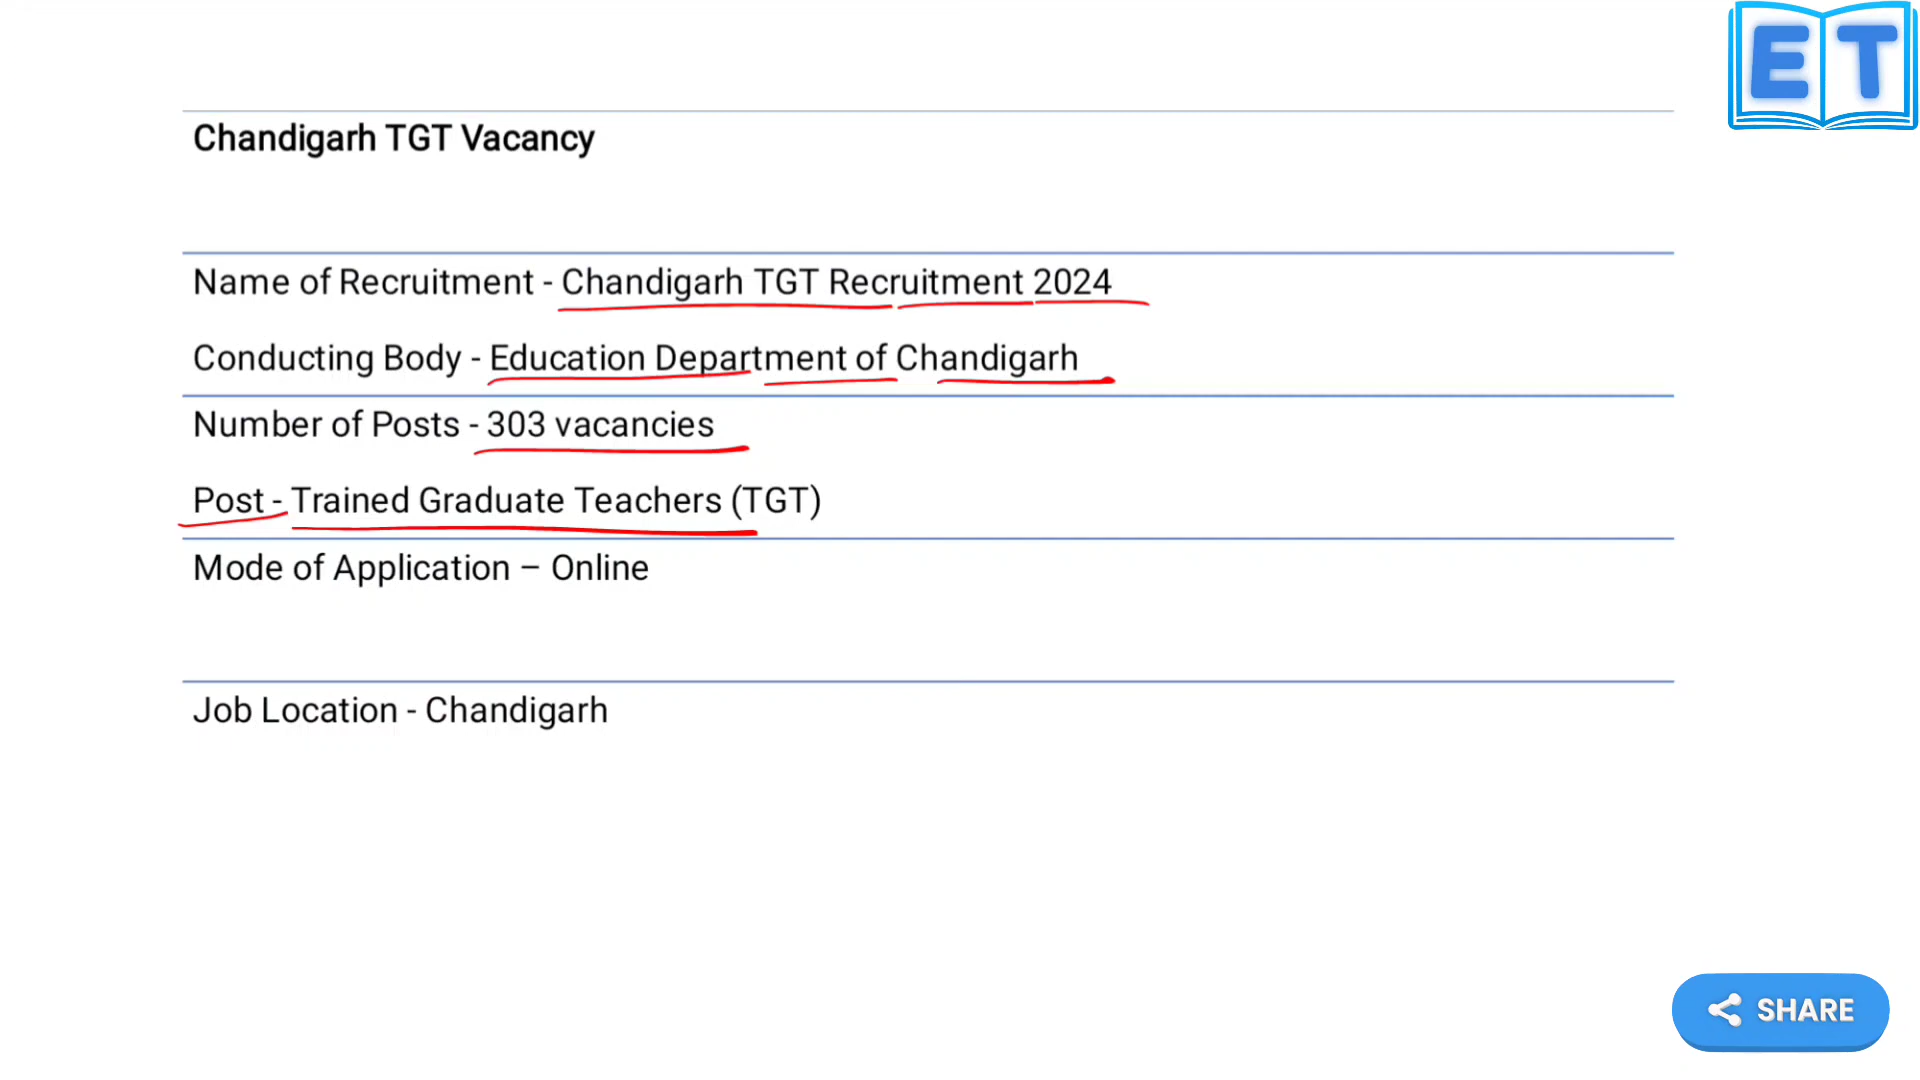 ET
Chandigarh TGT Vacancy
Name of Recruitment - Chandigarh TGT Recruitment 2024
Conducting Body - Education Department of Chandigarh
Number of Posts - 303 vacancies
Post - Trained Graduate Teachers (TGT)
Mode of Application – Online
Job Location - Chandigarh
SHARE